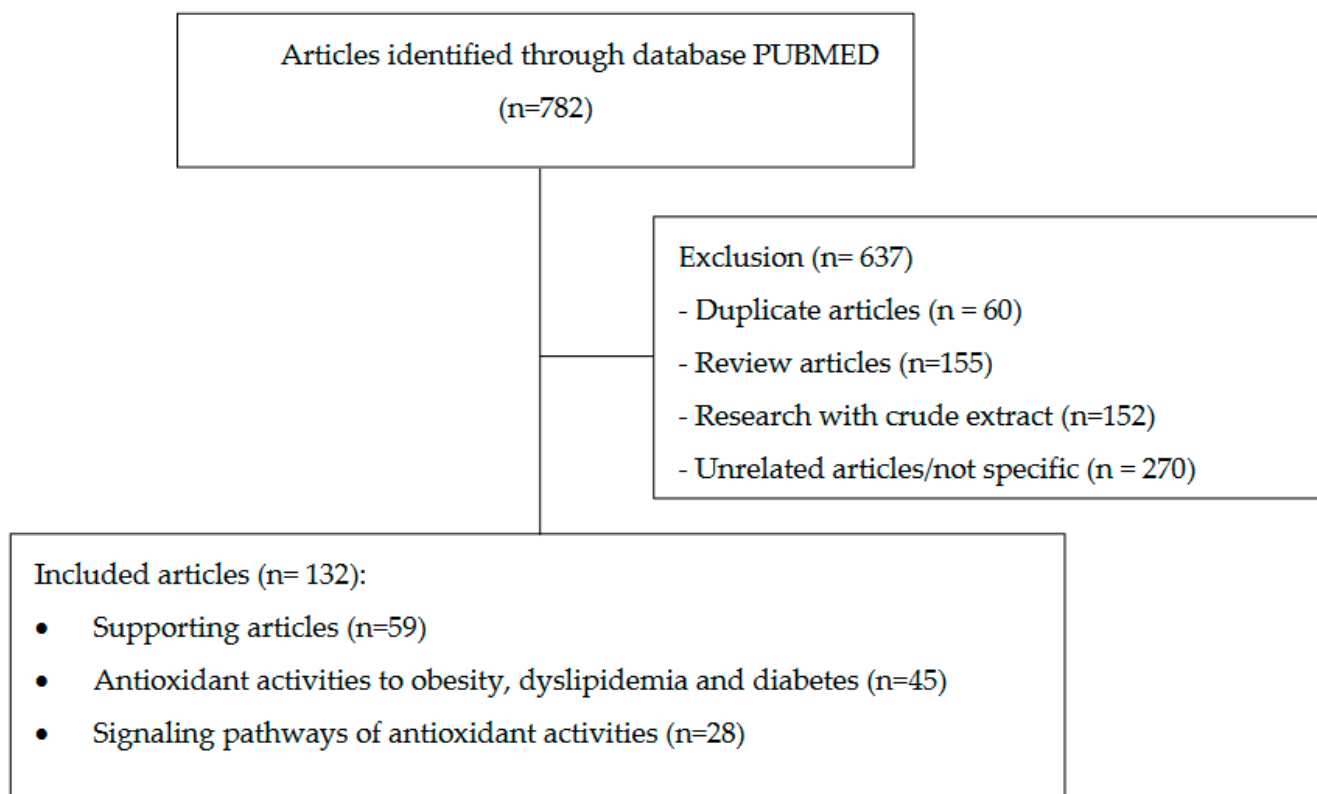 Articles identified through database PUBMED
(n=782)
Exclusion (n= 637)
- Duplicate articles (n = 60)
- Review articles (n=155)
- Research with crude extract (n=152)
- Unrelated articles/not specific (n = 270)
Included articles (n= 132):
• Supporting articles (n=59)
• Antioxidant activities to obesity, dyslipidemia and diabetes (n=45)
• Signaling pathways of antioxidant activities (n=28)